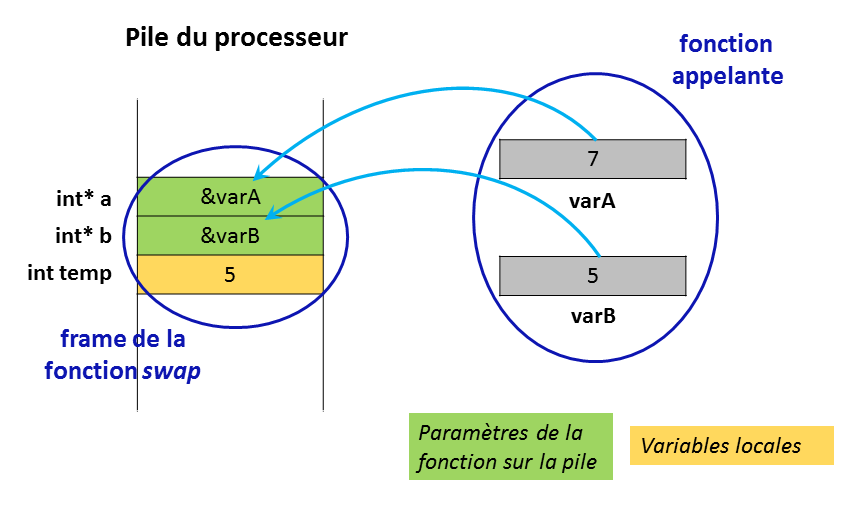 Pile du processeur
fonction
appelante
7
varA
int* a
&varA
int* b
&varB
int temp
5
5
varB
frame de la
fonction swap
Paramètres de la
fonction sur la pile
Variables locales